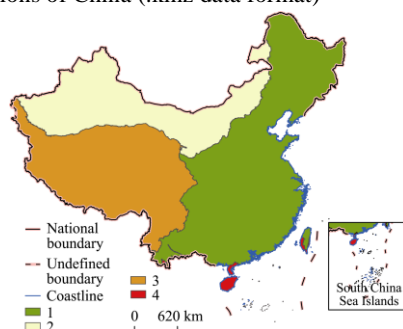 ions of China (.kmz data format)
National
boundary
Undefined
boundary
Coastline
1
2
3
4
0 620 km
South China
Sea Islands